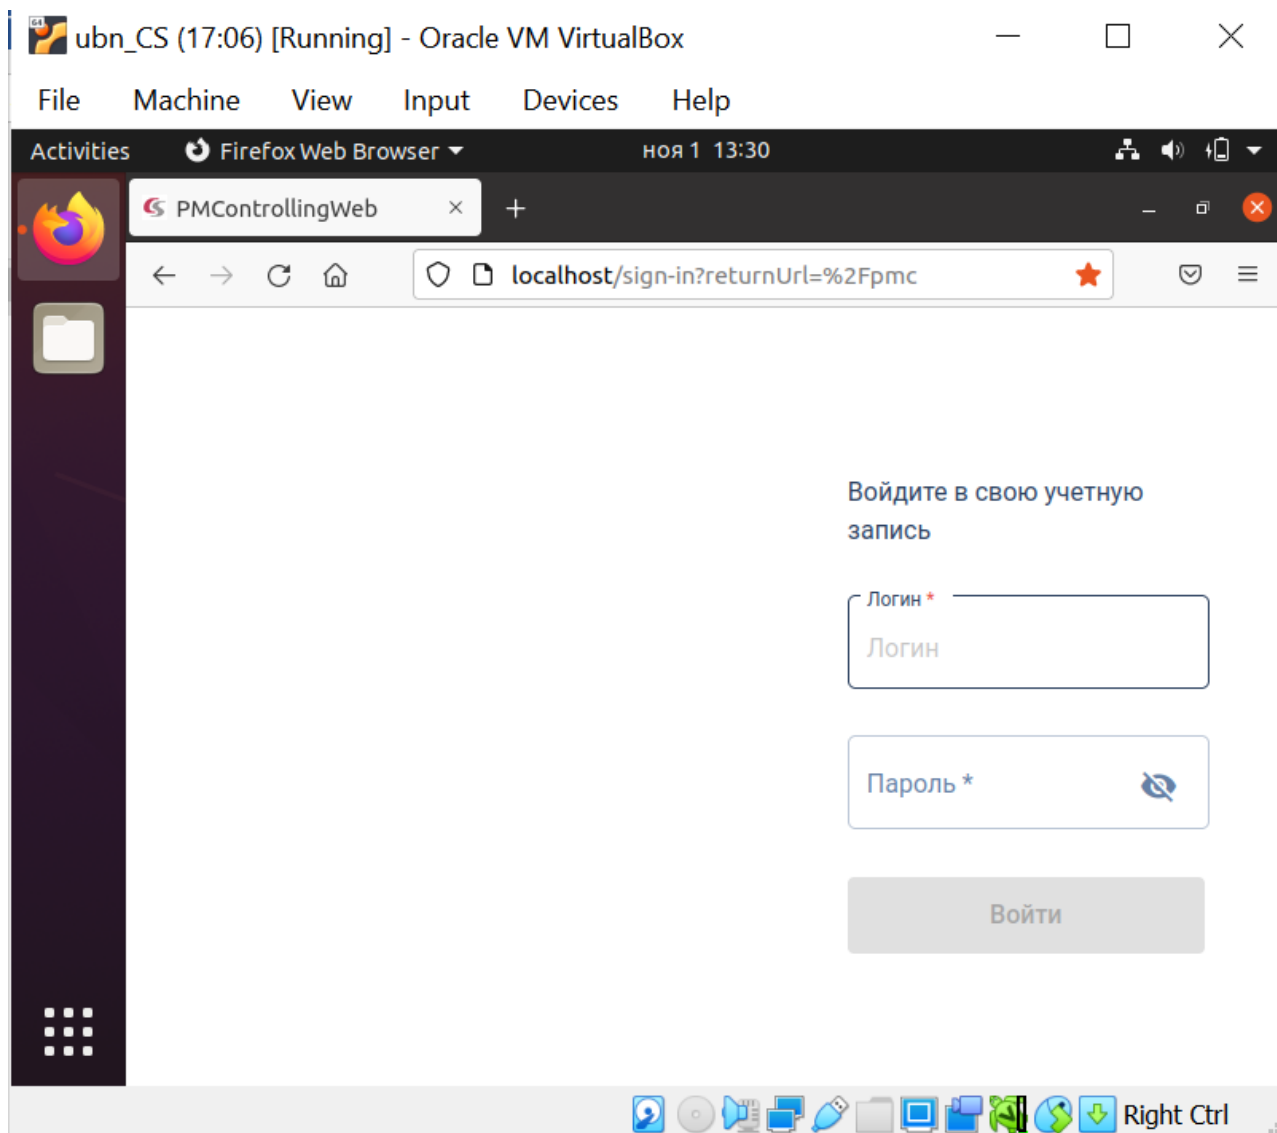 ubn_CS (17:06) [Running] - Oracle VM VirtualBox
File Machine View Input Devices Help
Activities Firefox Web Browser ноя 1 13:30
PMControllingWeb
localhost/sign-in?returnUrl=%2Fpmc
Войдите в свою учетную
запись
Логин *
Логин
Пароль *
Войти
Right Ctrl